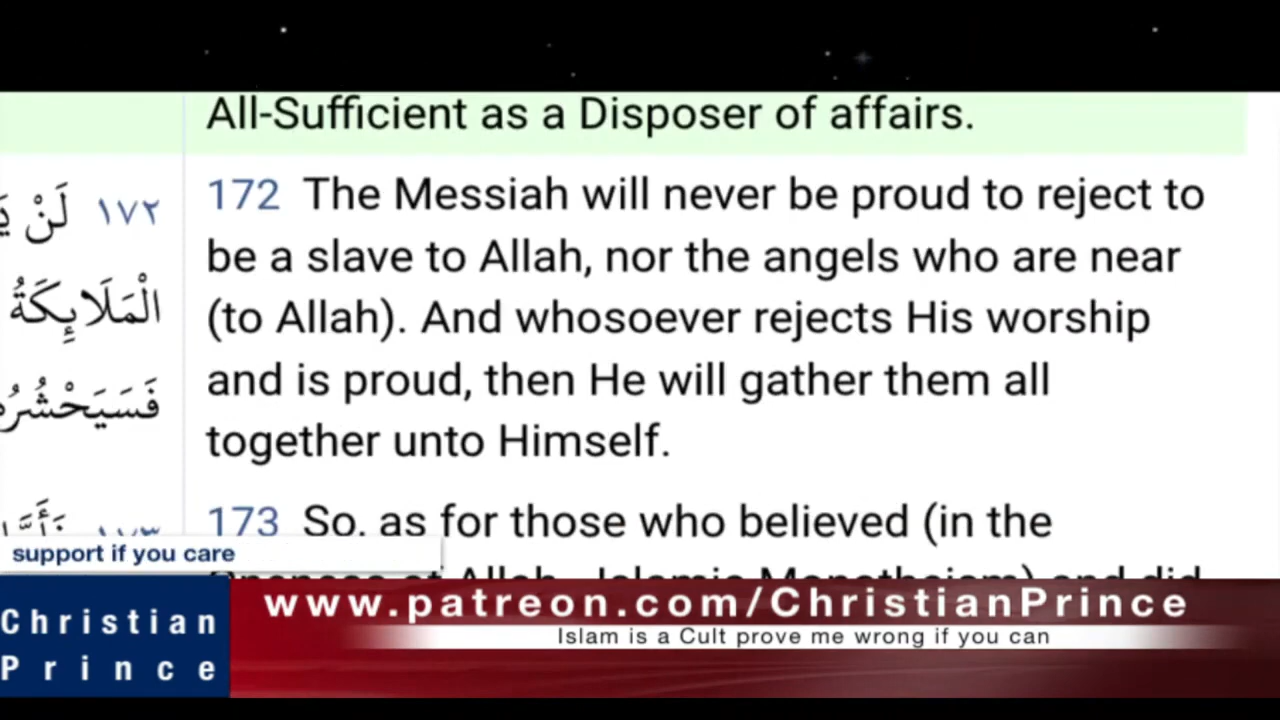 All-Sufficient as a Disposer of affairs.
172 The Messiah will never be proud to reject to
be a slave to Allah, nor the angels who are near
(to Allah). And whosoever rejects His worship
and is proud, then He will gather them all
together unto Himself.
173 So, as for those who believed (in the
١٧٢ لَنْ
الْمَلَائِكَةُ
support if you care
Christian
Prince
www.patreon.com/ChristianPrince
Islam is a Cult prove me wrong if you can